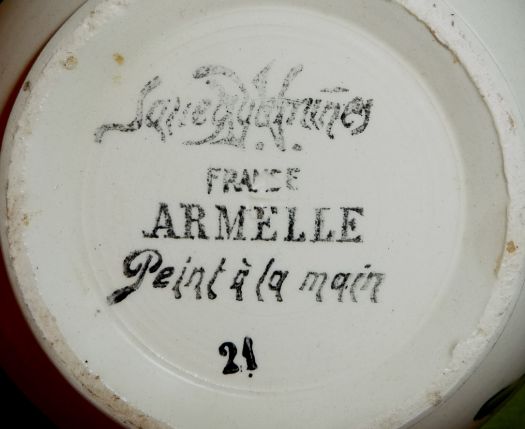 Sarreguemines
FRANCE
ARMELLE
Peint à la main
21